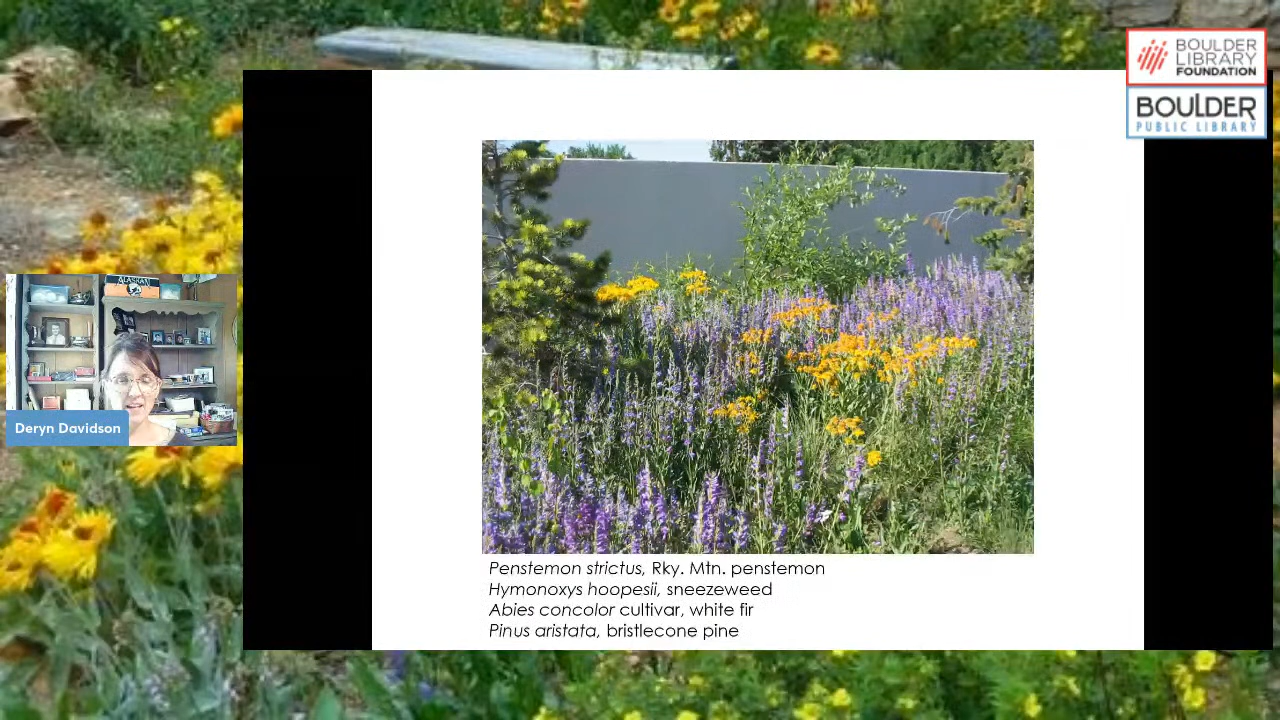 BOULDER
LIBRARY
FOUNDATION
BOULDER
PUBLIC LIBRARY
ALASKAN
Deryn Davidson
Penstemon strictus, Rky. Mtn. penstemon
Hymonoxys hoopesii, sneezeweed
Abies concolor cultivar, white fir
Pinus aristata, bristlecone pine